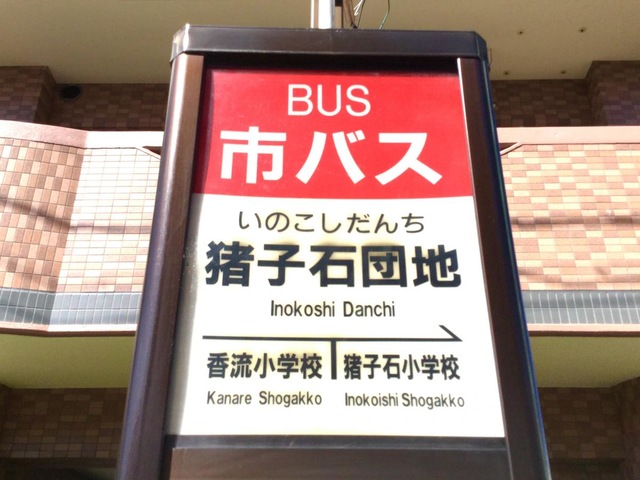 BUS
市バス
いのこしだんち
猪子石団地
Inokoshi Danchi
香流小学校 猪子石小学校
Kanare Shogakko Inokoishi Shogakko